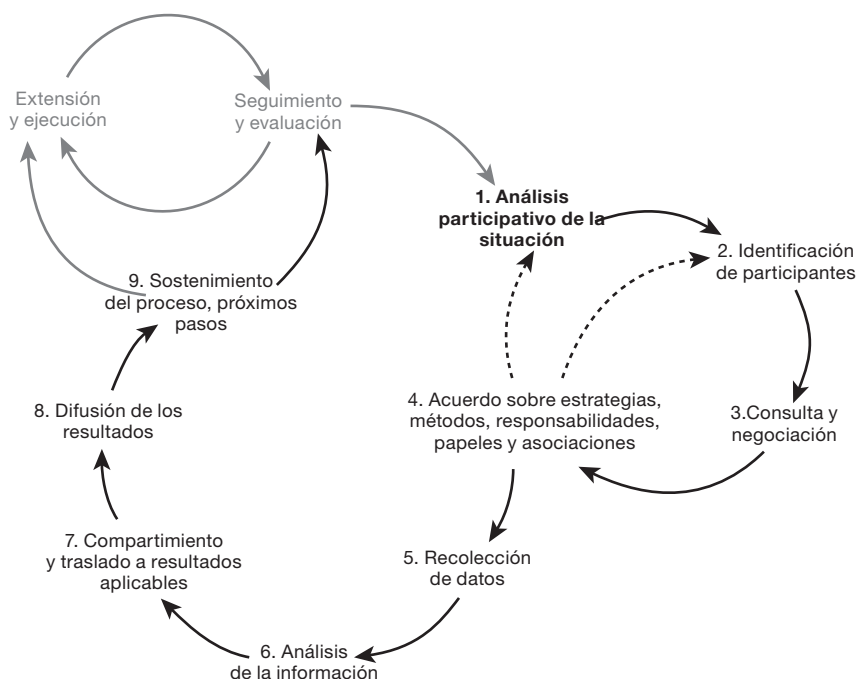 Extensión
y ejecución
Seguimiento
y evaluación
1. Análisis
participativo de la
situación
2. Identificación
de participantes
9. Sostenimiento
del proceso, próximos
pasos
4. Acuerdo sobre estrategias,
métodos, responsabilidades,
papeles y asociaciones
3.Consulta y
negociación
8. Difusión de los
resultados
7. Compartimiento
y traslado a resultados
aplicables
5. Recolección
de datos
6. Análisis
de la información